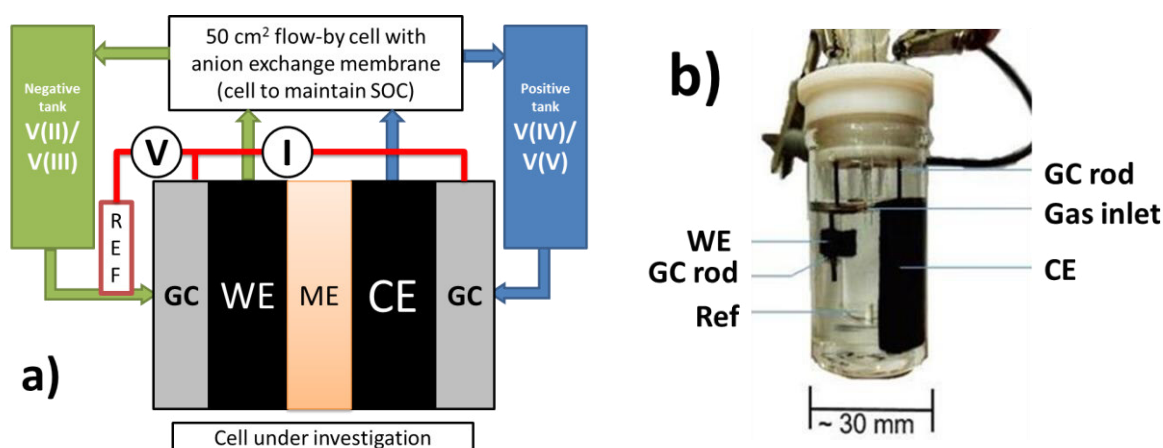 50 cm² flow-by cell with
anion exchange membrane
(cell to maintain SOC)
Negative
tank
V(II)/
V(III)
Positive
tank
V(IV)/
V(V)
V
I
R
E
F
GC
WE
ME
CE
GC
a)
Cell under investigation
b)
GC rod
Gas inlet
WE
GC rod
CE
Ref
~ 30 mm